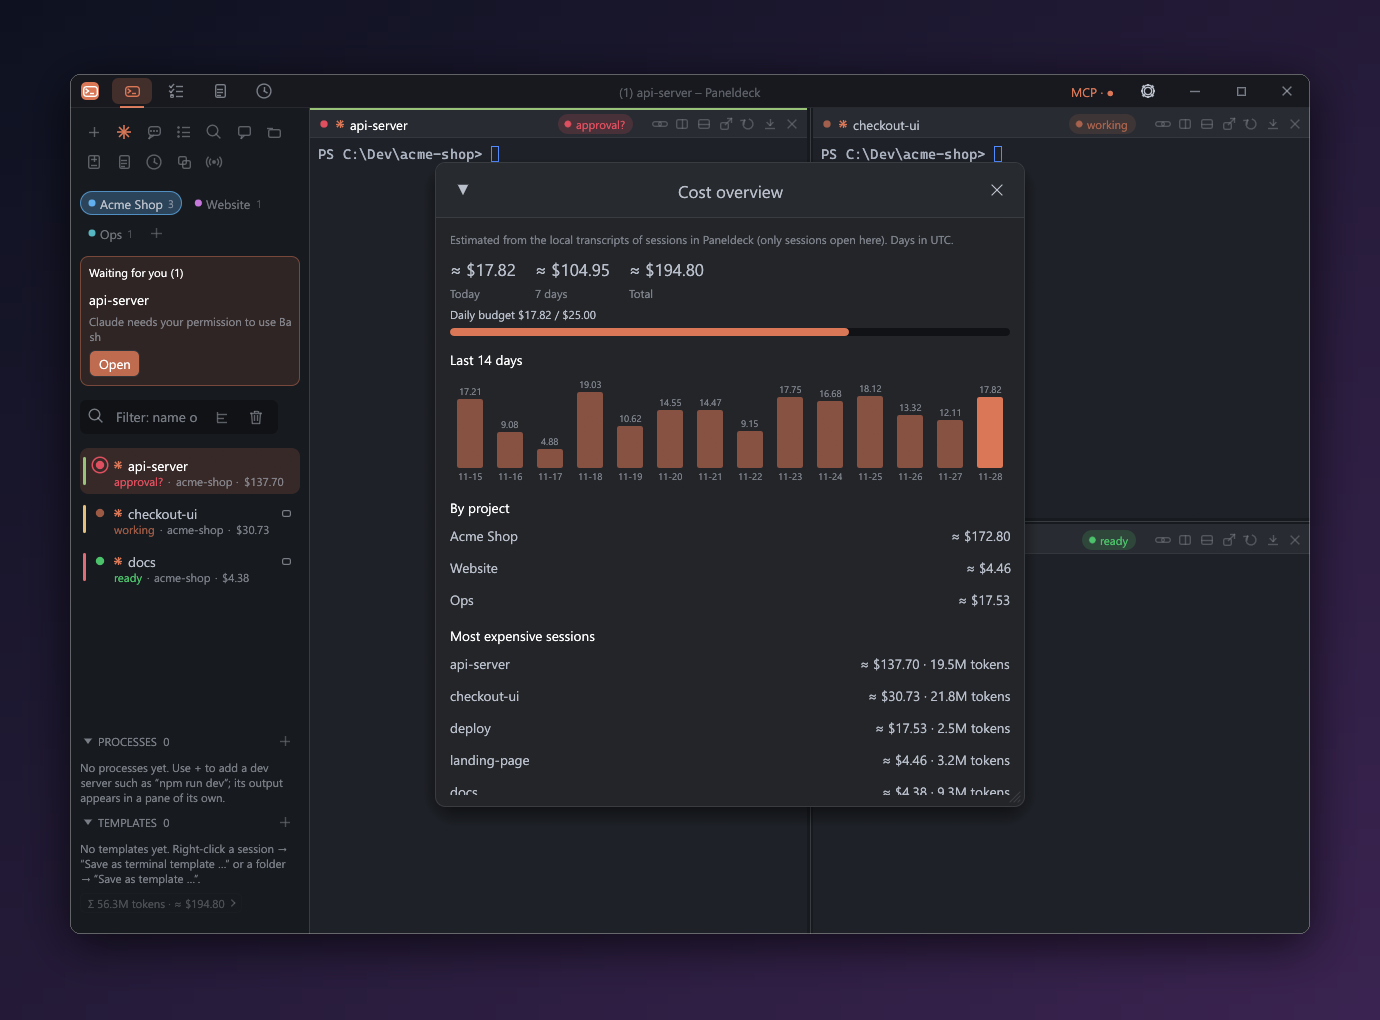 (1) api-server – Paneldeck
MCP ·
api-server
approval?
checkout-ui
working
PS C:\Dev\acme-shop>
PS C:\Dev\acme-shop>
Acme Shop 3
Website 1
Ops 1
Waiting for you (1)
api-server
Claude needs your permission to use Ba
sh
Open
Filter: name o
api-server
approval? · acme-shop · $137.70
checkout-ui
working · acme-shop · $30.73
docs
ready · acme-shop · $4.38
PROCESSES 0
No processes yet. Use + to add a dev
server such as "npm run dev"; its output
appears in a pane of its own.
TEMPLATES 0
No templates yet. Right-click a session →
"Save as terminal template ..." or a folder
→ "Save as template ...".
Σ 56.3M tokens · ≈ $194.80
Cost overview
Estimated from the local transcripts of sessions in Paneldeck (only sessions open here). Days in UTC.
≈ $17.82 ≈ $104.95 ≈ $194.80
Today 7 days Total
Daily budget $17.82 / $25.00
Last 14 days
17.21 9.08 4.88 19.03 10.62 14.55 14.47 9.15 17.75 16.68 18.12 13.32 12.11 17.82
11-15 11-16 11-17 11-18 11-19 11-20 11-21 11-22 11-23 11-24 11-25 11-26 11-27 11-28
By project
Acme Shop ≈ $172.80
Website ≈ $4.46
Ops ≈ $17.53
Most expensive sessions
api-server ≈ $137.70 · 19.5M tokens
checkout-ui ≈ $30.73 · 21.8M tokens
deploy ≈ $17.53 · 2.5M tokens
landing-page ≈ $4.46 · 3.2M tokens
docs ≈ $4.38 · 9.3M tokens
ready